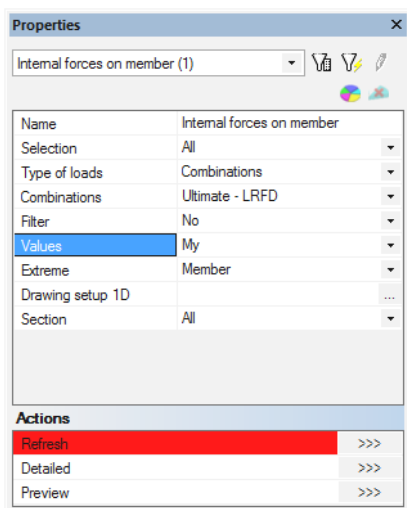 Properties
Internal forces on member (1)
Name Internal forces on member
Selection All
Type of loads Combinations
Combinations Ultimate - LRFD
Filter No
Values My
Extreme Member
Drawing setup 1D ...
Section All
Actions
Refresh >>>
Detailed >>>
Preview >>>